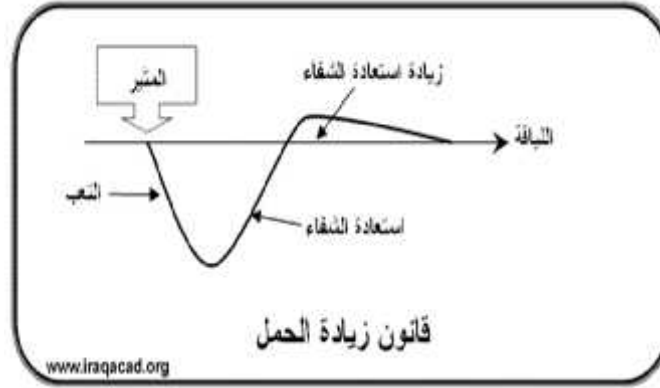 المثير
زيادة استعادة الشفاء
اللياقة
التعب
استعادة الشفاء
قانون زيادة الحمل
www.iraqacad.org